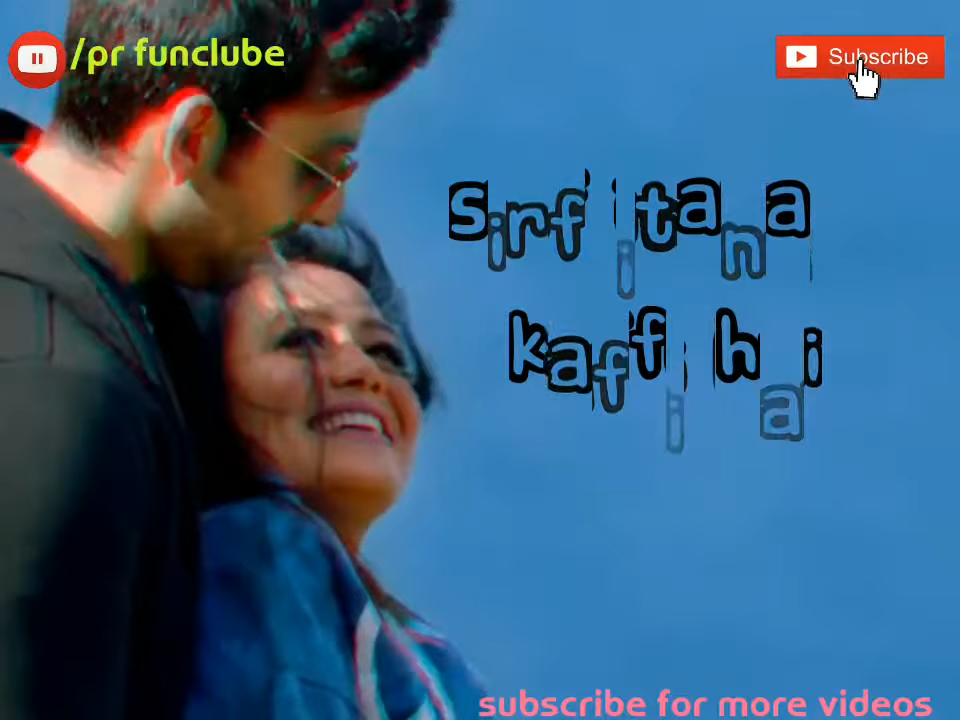 /pr funclube
Subscribe
sirf itana
kaffi hai
subscribe for more videos